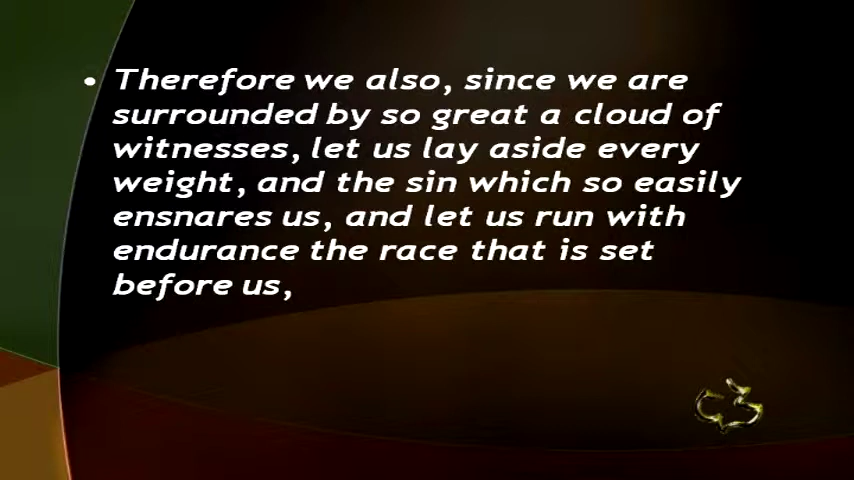 • Therefore we also, since we are
surrounded by so great a cloud of
witnesses, let us lay aside every
weight, and the sin which so easily
ensnares us, and let us run with
endurance the race that is set
before us,
C3